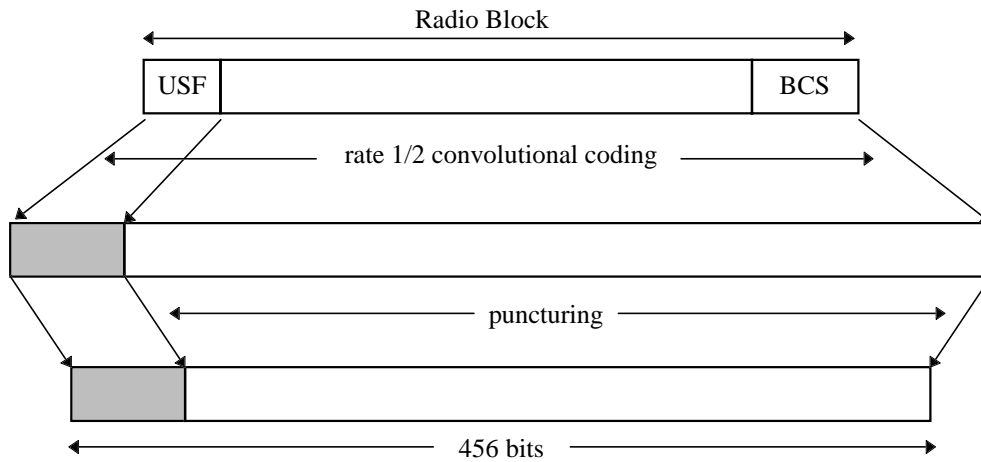 Radio Block
USF
BCS
rate 1/2 convolutional coding
puncturing
456 bits